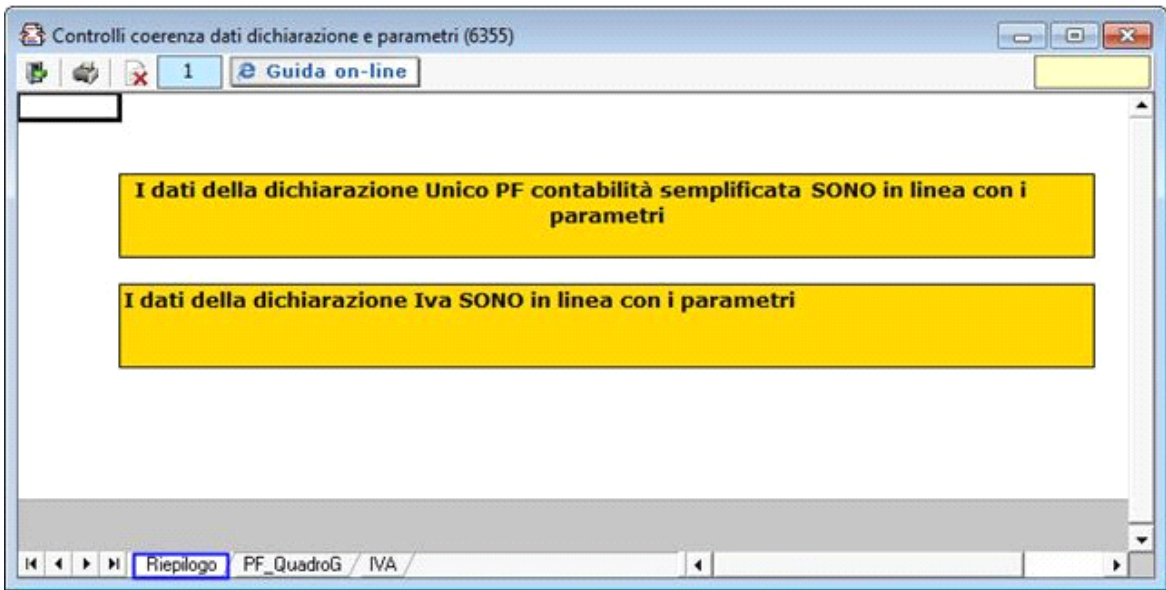 Controlli coerenza dati dichiarazione e parametri (6355)
1 Guida on-line
I dati della dichiarazione Unico PF contabilità semplificata SONO in linea con i
parametri
I dati della dichiarazione Iva SONO in linea con i parametri
Riepilogo PF_QuadroG IVA